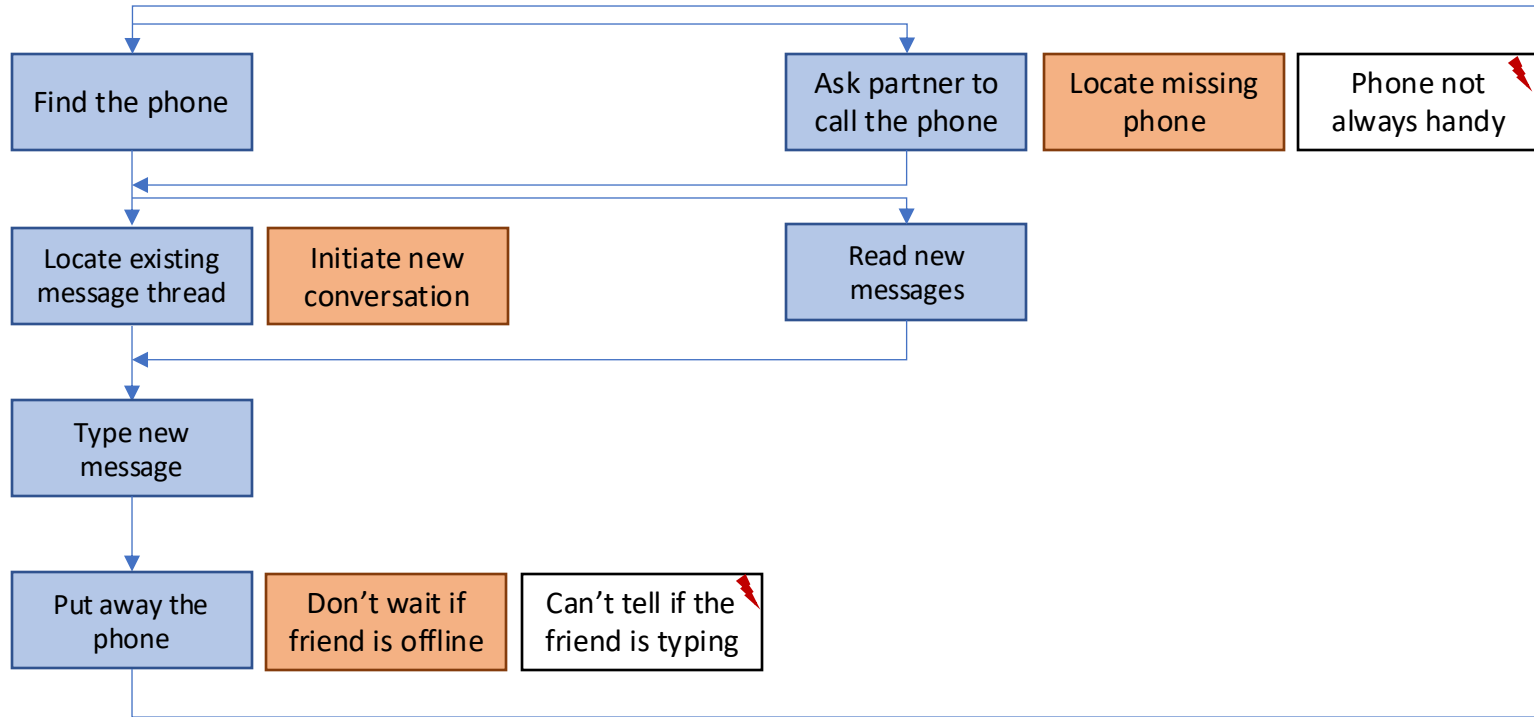 Find the phone
Ask partner to
call the phone
Locate missing
phone
Phone not
always handy
Locate existing
message thread
Initiate new
conversation
Read new
messages
Type new
message
Put away the
phone
Don’t wait if
friend is offline
Can’t tell if the
friend is typing